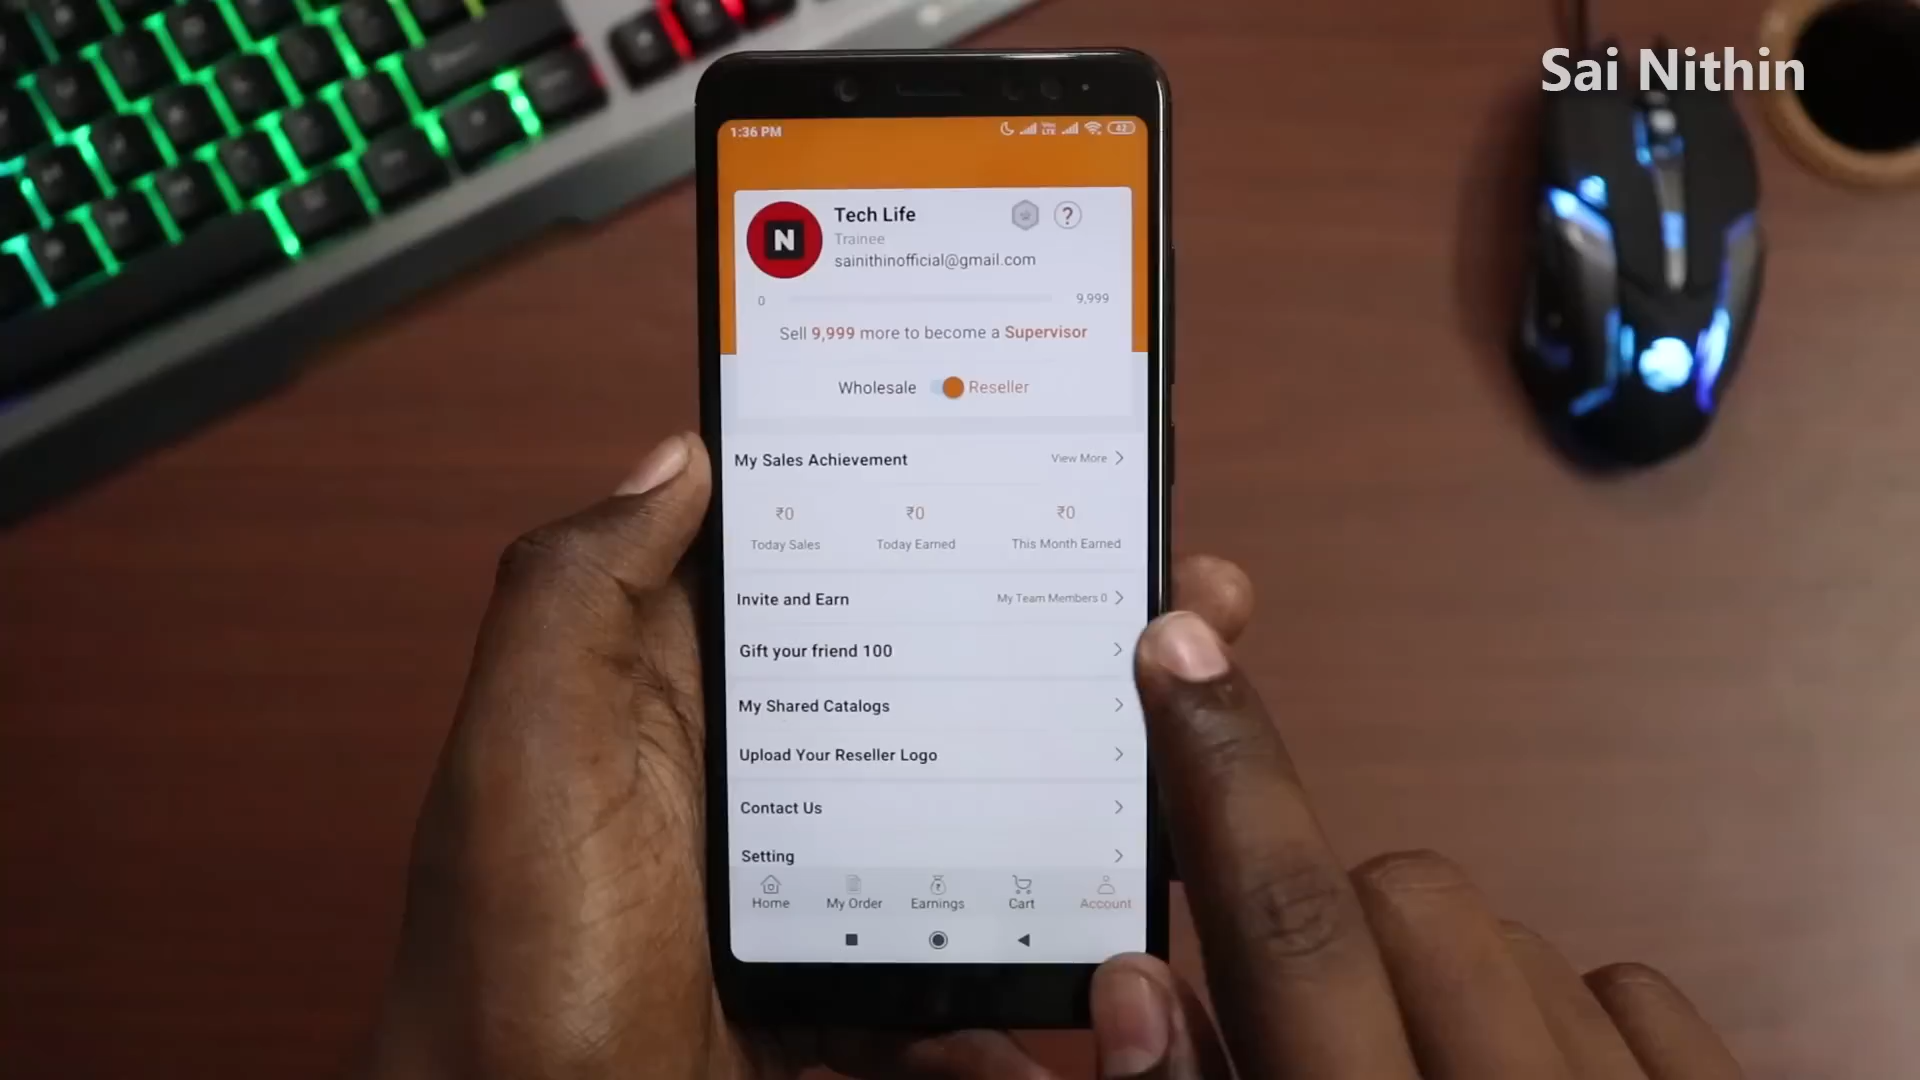 Sai Nithin
1:36 PM
42
N
Tech Life
?
Trainee
sainithinofficial@gmail.com
0
9,999
Sell 9,999 more to become a Supervisor
Wholesale
Reseller
My Sales Achievement
View More
₹0
₹0
₹0
Today Sales
Today Earned
This Month Earned
Invite and Earn
My Team Members 0
Gift your friend 100
My Shared Catalogs
Upload Your Reseller Logo
Contact Us
Setting
Home
My Order
Earnings
Cart
Account